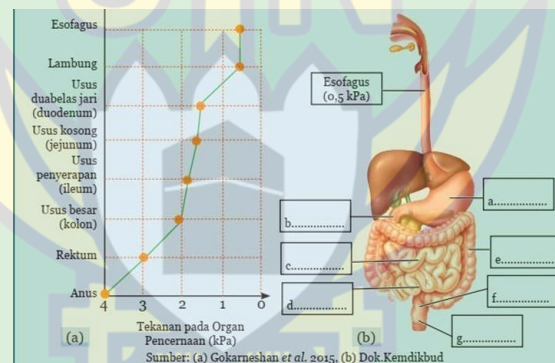 Esofagus
Lambung
Usus
duabelas jari
(duodenum)
Usus kosong
(jejunum)
Usus
penyerapan
(ileum)
Usus besar
(kolon)
Rektum
Anus
4 3 2 1 0
(a)
Tekanan pada Organ
Pencernaan (kPa)
Esofagus
(0,5 kPa)
a................
b...............
c................
d...............
e................
f................
g................
(b)
Sumber: (a) Gokarneshan et al. 2015, (b) Dok.Kemdikbud